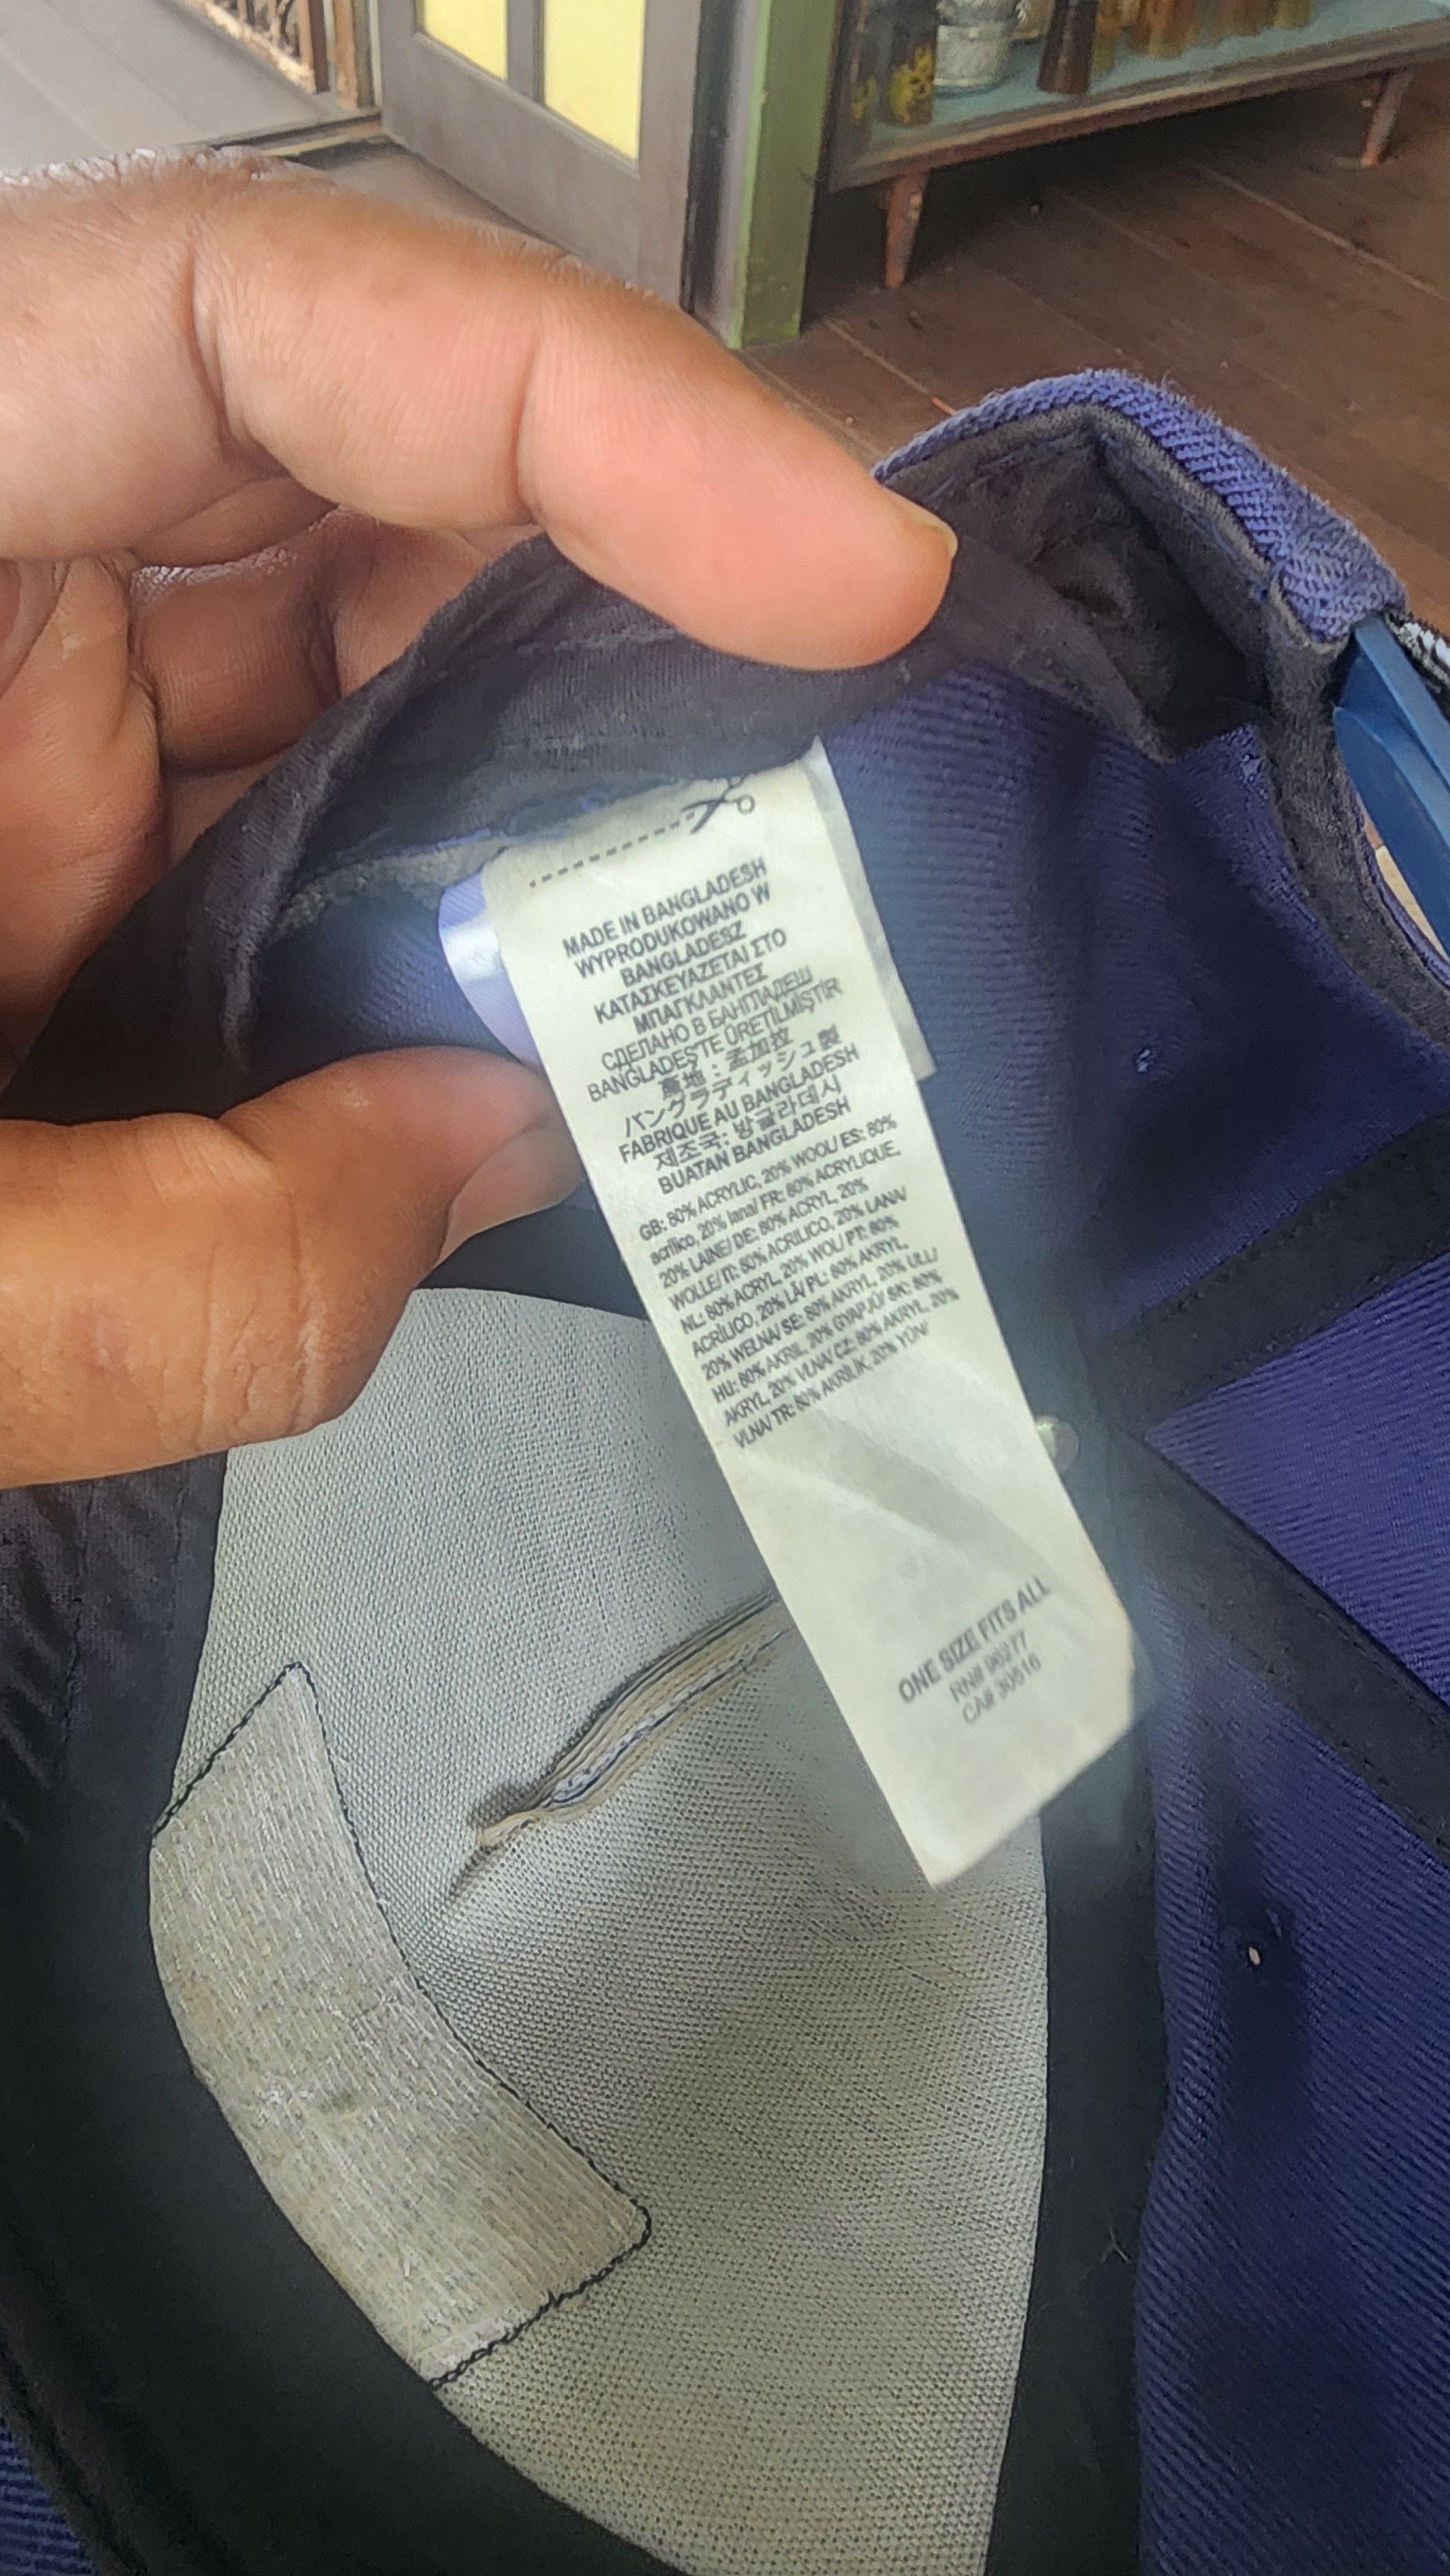 MADE IN BANGLADESH
WYPRODUKOWANO W
BANGLADESZ
ΚΑΤΑΣΚΕΥΑΖΕΤΑΙ ΣΤΟ
ΜΠΑΓΚΛΑΝΤΕΣ
СДЕЛАНО В БАНГЛАДЕШ
BANGLADEŞ'TE ÜRETİLMİŞTİR
產地：孟加拉
バングラディッシュ製
FABRIQUE AU BANGLADESH
제조국: 방글라데시
BUATAN BANGLADESH
GB: 80% ACRYLIC, 20% WOOL/ ES: 80%
acrílico, 20% lana/ FR: 80% ACRYLIQUE,
20% LAINE/ DE: 80% ACRYL, 20%
WOLLE/ IT: 80% ACRILICO, 20% LANA/
NL: 80% ACRYL, 20% WOL/ PT: 80%
ACRÍLICO, 20% LÃ/ PL: 80% AKRYL,
20% WEŁNA/ SE: 80% AKRYL, 20% ULL/
HU: 80% AKRIL, 20% GYAPJÚ/ SK: 80%
AKRYL, 20% VLNA/ CZ: 80% AKRYL, 20%
VLNA/ TR: 80% AKRİLİK, 20% YÜN/
ONE SIZE FITS ALL
RN# 96277
CA# 30516